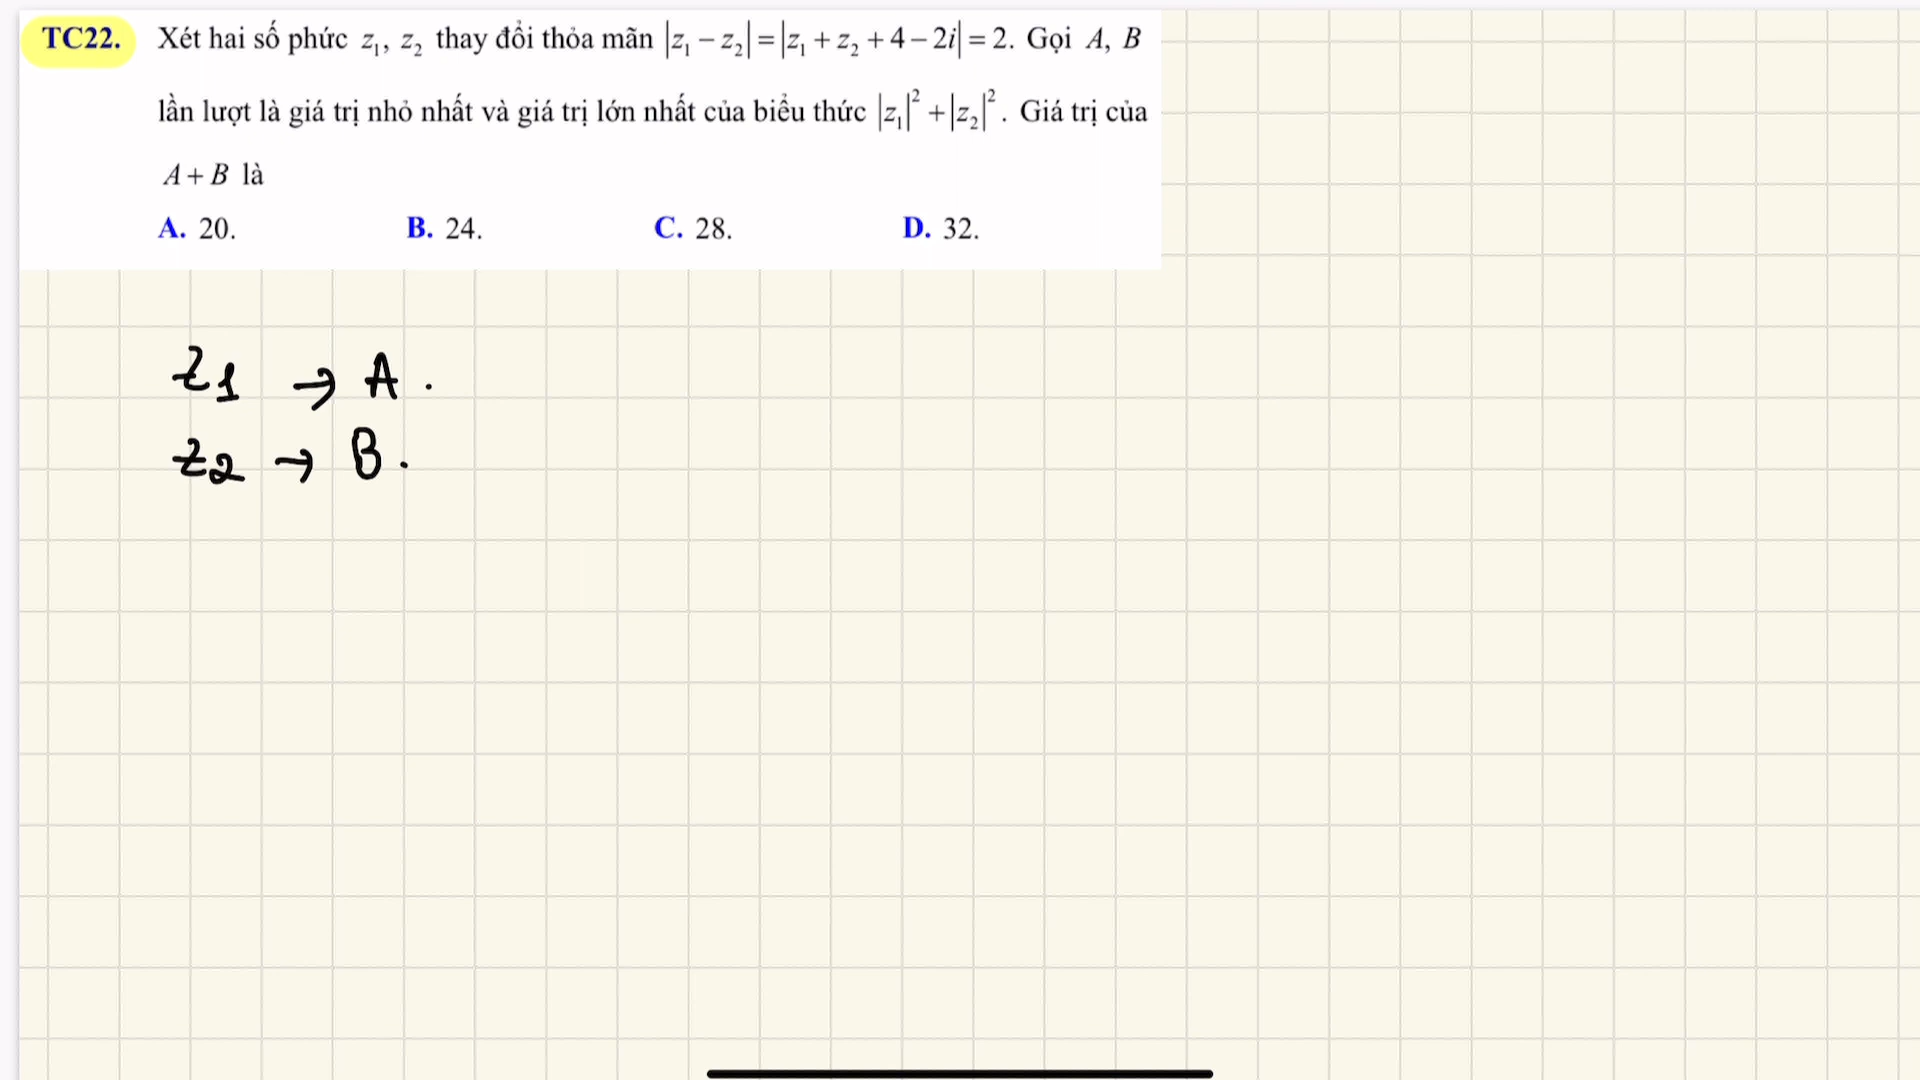 TC22. Xét hai số phức z₁, z₂ thay đổi thỏa mãn |z₁ − z₂| = |z₁ + z₂ + 4 − 2i| = 2. Gọi A, B
lần lượt là giá trị nhỏ nhất và giá trị lớn nhất của biểu thức |z₁|² + |z₂|². Giá trị của
A + B là
A. 20. B. 24. C. 28. D. 32.
z1 → A.
z2 → B.